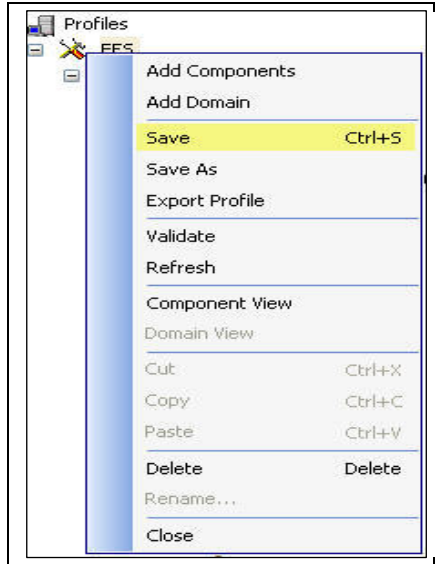 Profiles
Add Components
Add Domain
Save Ctrl+S
Save As
Export Profile
Validate
Refresh
Component View
Domain View
Cut Ctrl+X
Copy Ctrl+C
Paste Ctrl+V
Delete Delete
Rename...
Close